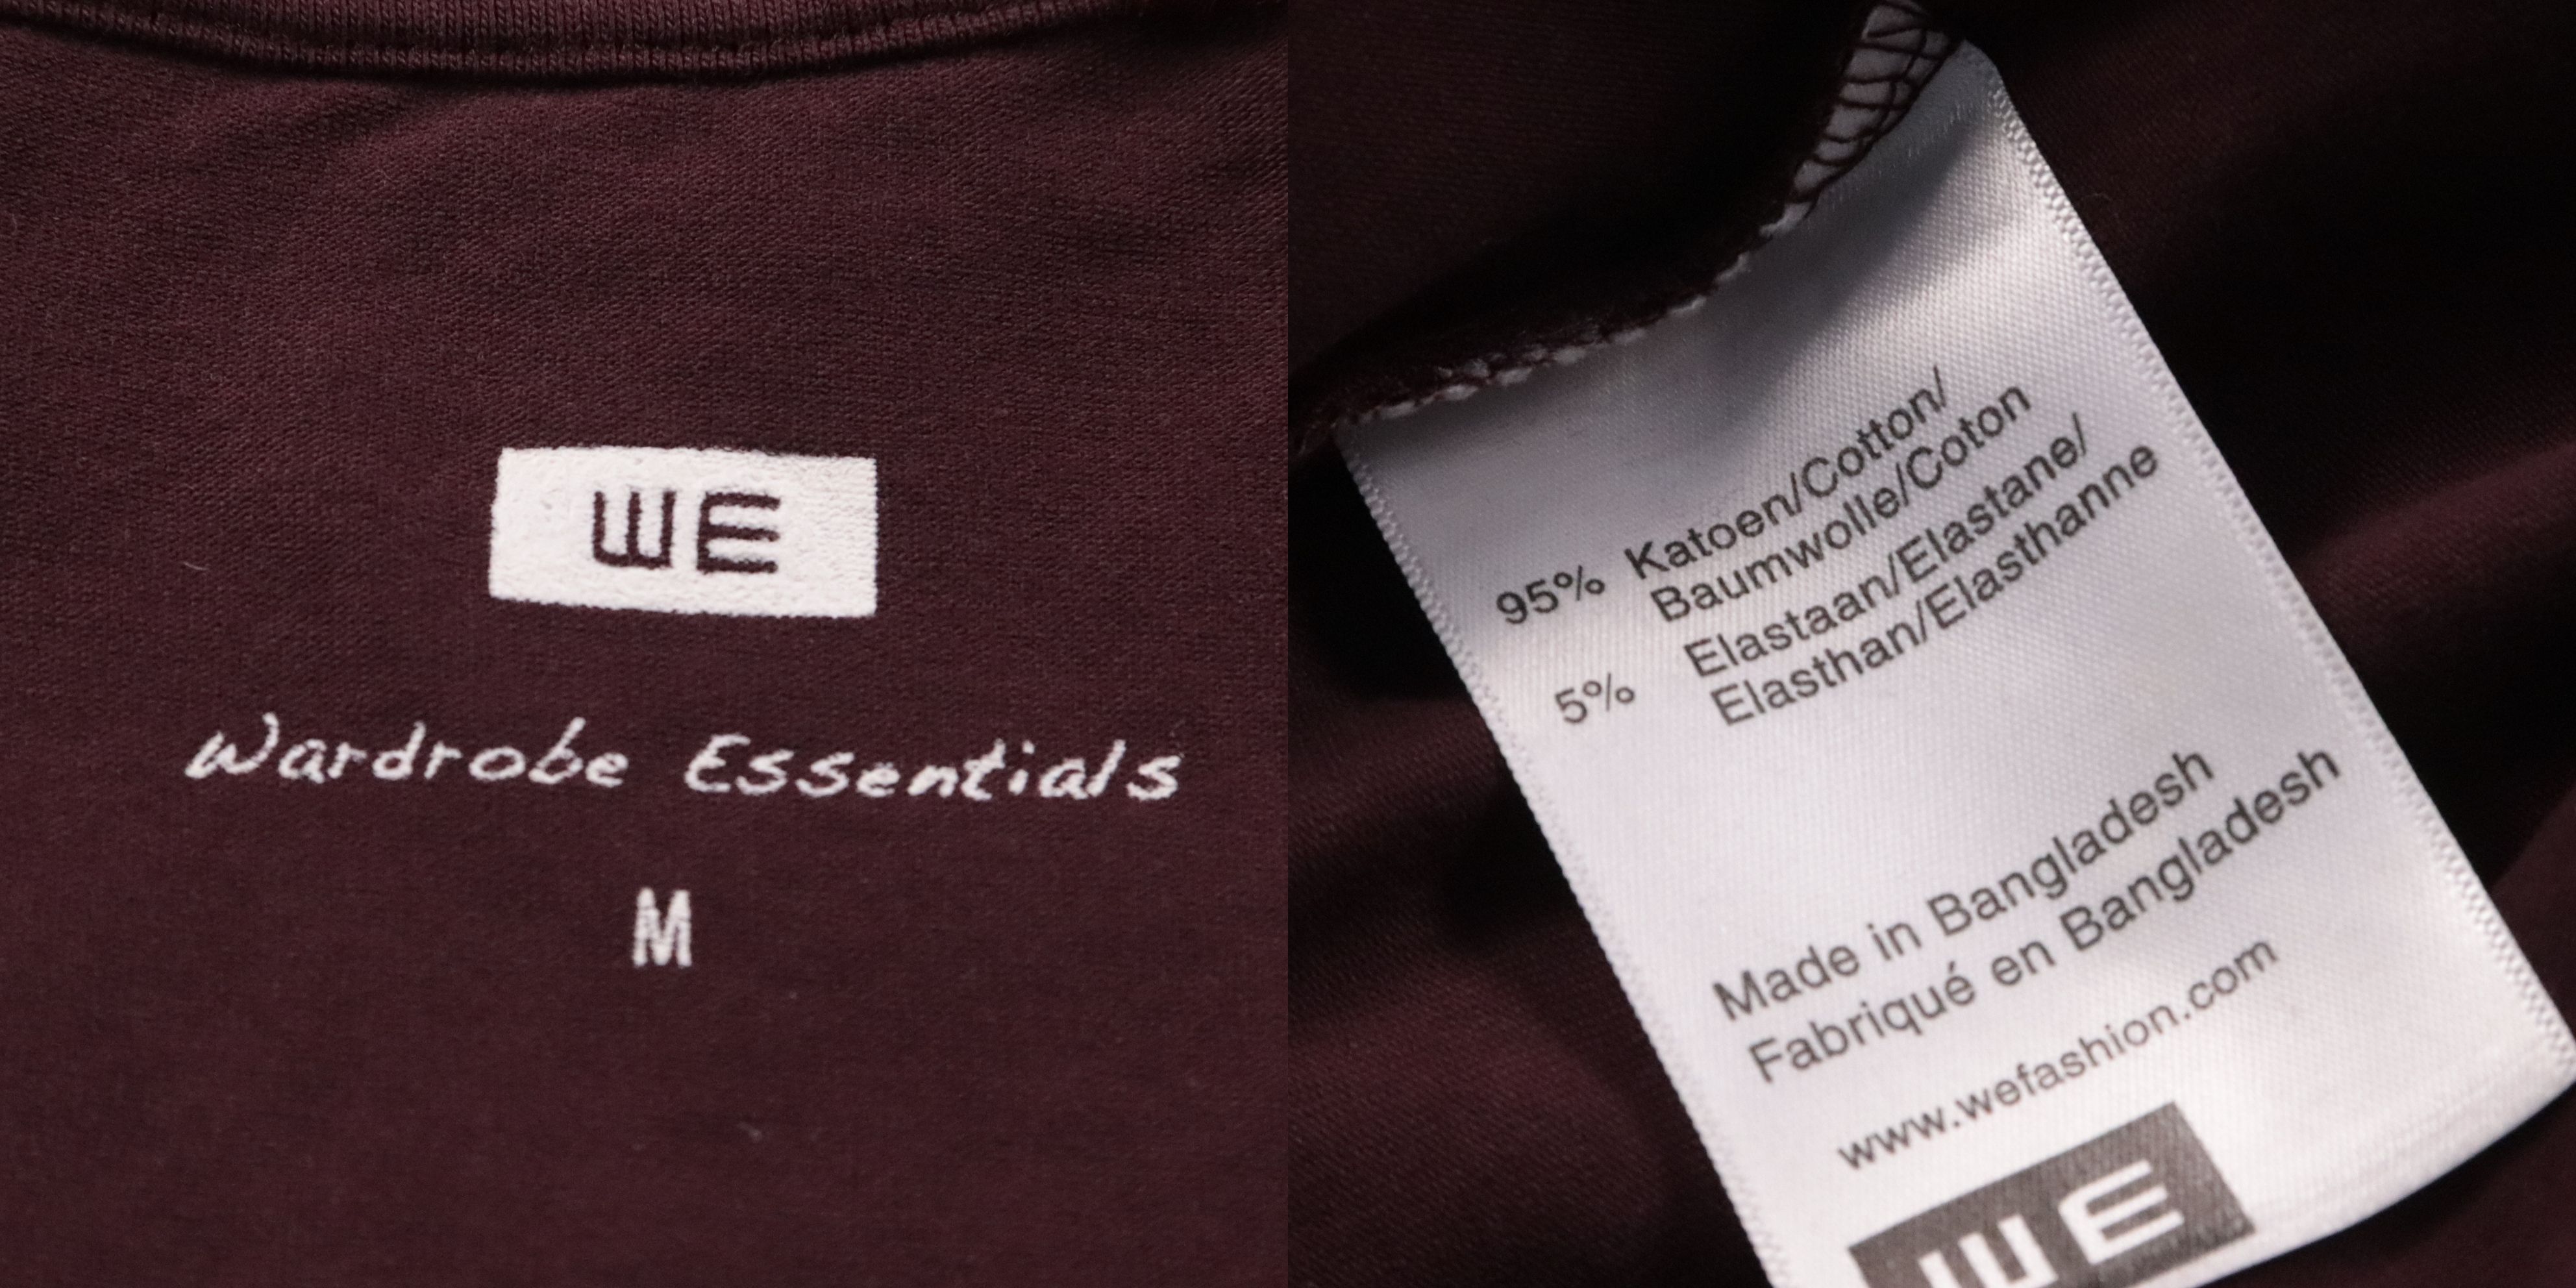 WE
Wardrobe Essentials
M
95% Katoen/Cotton/
Baumwolle/Coton
5% Elastaan/Elastane/
Elasthan/Elasthanne
Made in Bangladesh
Fabriqué en Bangladesh
www.wefashion.com
WE